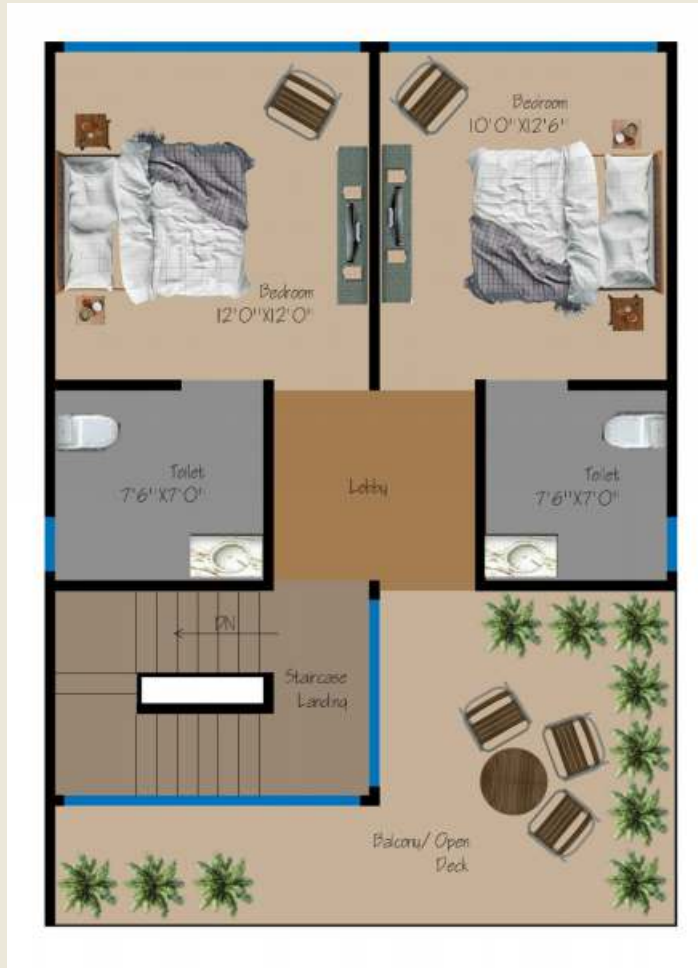 Bedroom
10'0"X12'6"
Bedroom
12'0"X12'0"
Toilet
7'6"X7'0"
Lobby
Toilet
7'6"X7'0"
DN
Staircase
Landing
Balcony/ Open
Deck